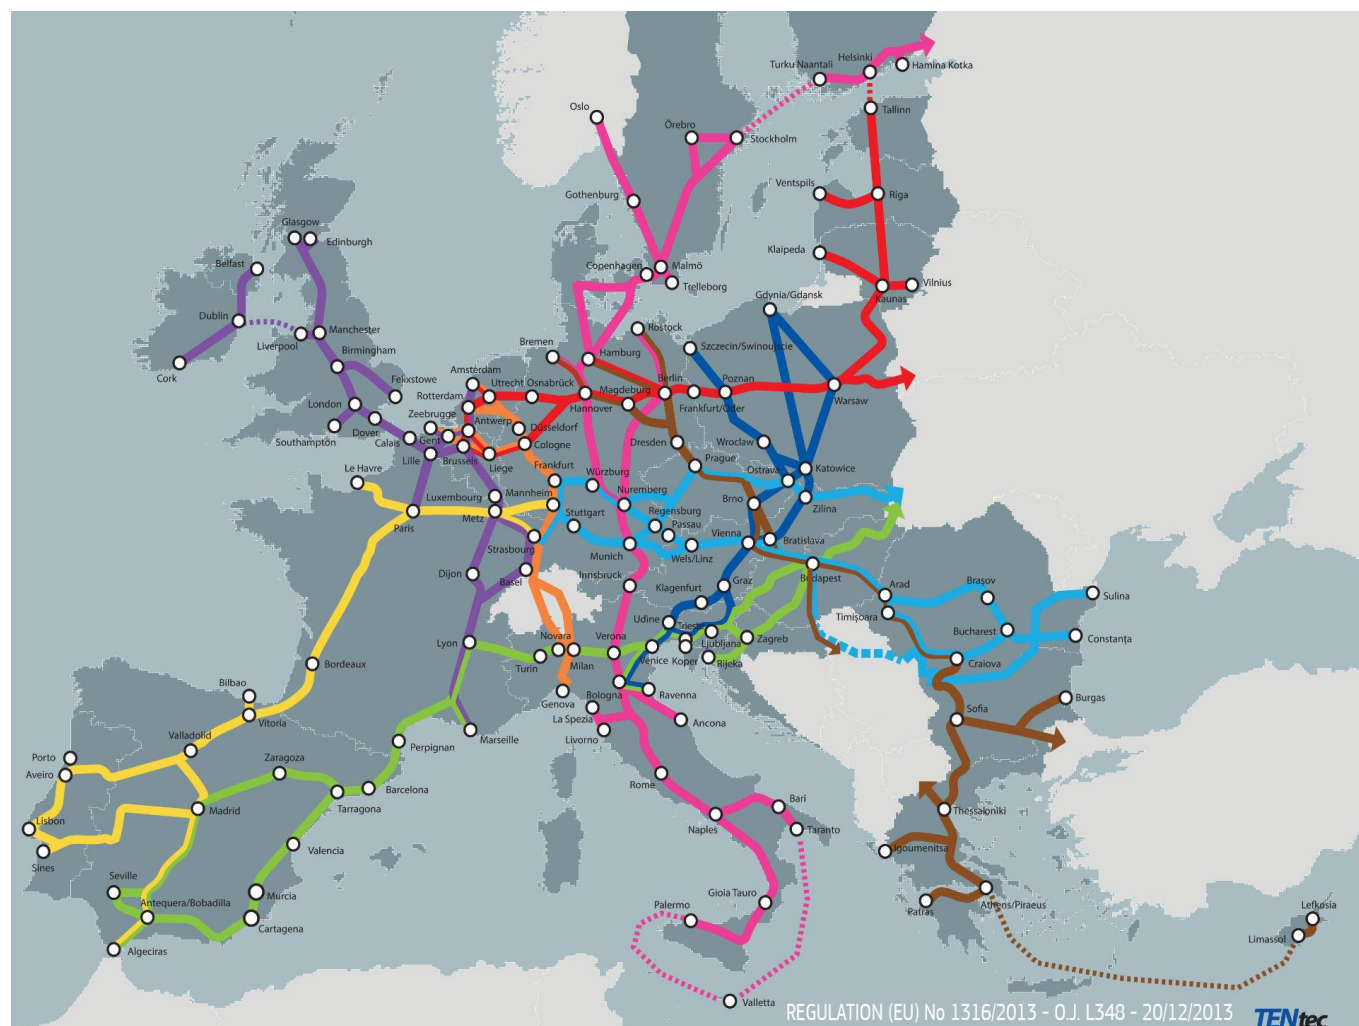 Helsinki
Turku Naantali
Hamina Kotka
Oslo
Tallinn
Örebro
Stockholm
Ventspils
Riga
Gothenburg
Glasgow
Edinburgh
Klaipeda
Belfast
Copenhagen
Malmö
Trelleborg
Vilnius
Kaunas
Gdynia/Gdansk
Dublin
Liverpool
Manchester
Rostock
Bremen
Szczecin/Swinoujscie
Birmingham
Hamburg
Cork
Amsterdam
Felixstowe
Rotterdam
Utrecht
Osnabrück
Magdeburg
Berlin
Poznan
London
Zeebrugge
Hannover
Frankfurt/Oder
Warsaw
Southampton
Dover
Antwerp
Düsseldorf
Calais
Gent
Cologne
Dresden
Wroclaw
Lille
Brussels
Liege
Le Havre
Frankfurt
Würzburg
Prague
Ostrava
Katowice
Luxembourg
Mannheim
Nuremberg
Brno
Zilina
Paris
Metz
Stuttgart
Regensburg
Passau
Strasbourg
Munich
Wels/Linz
Vienna
Bratislava
Dijon
Basel
Innsbruck
Klagenfurt
Graz
Budapest
Arad
Braşov
Sulina
Udine
Trieste
Timişoara
Novara
Verona
Ljubljana
Zagreb
Bucharest
Constanţa
Lyon
Turin
Milan
Venice
Koper
Rijeka
Craiova
Bordeaux
Bilbao
Genova
Bologna
Ravenna
Burgas
Vitoria
La Spezia
Ancona
Sofia
Valladolid
Marseille
Livorno
Porto
Zaragoza
Perpignan
Aveiro
Rome
Barcelona
Madrid
Tarragona
Bari
Thessaloniki
Lisbon
Naples
Taranto
Valencia
Igoumenitsa
Sines
Seville
Murcia
Gioia Tauro
Antequera/Bobadilla
Palermo
Patras
Athens/Piraeus
Lefkosia
Cartagena
Limassol
Algeciras
Valletta
REGULATION (EU) No 1316/2013 - O.J. L348 - 20/12/2013
TENtec